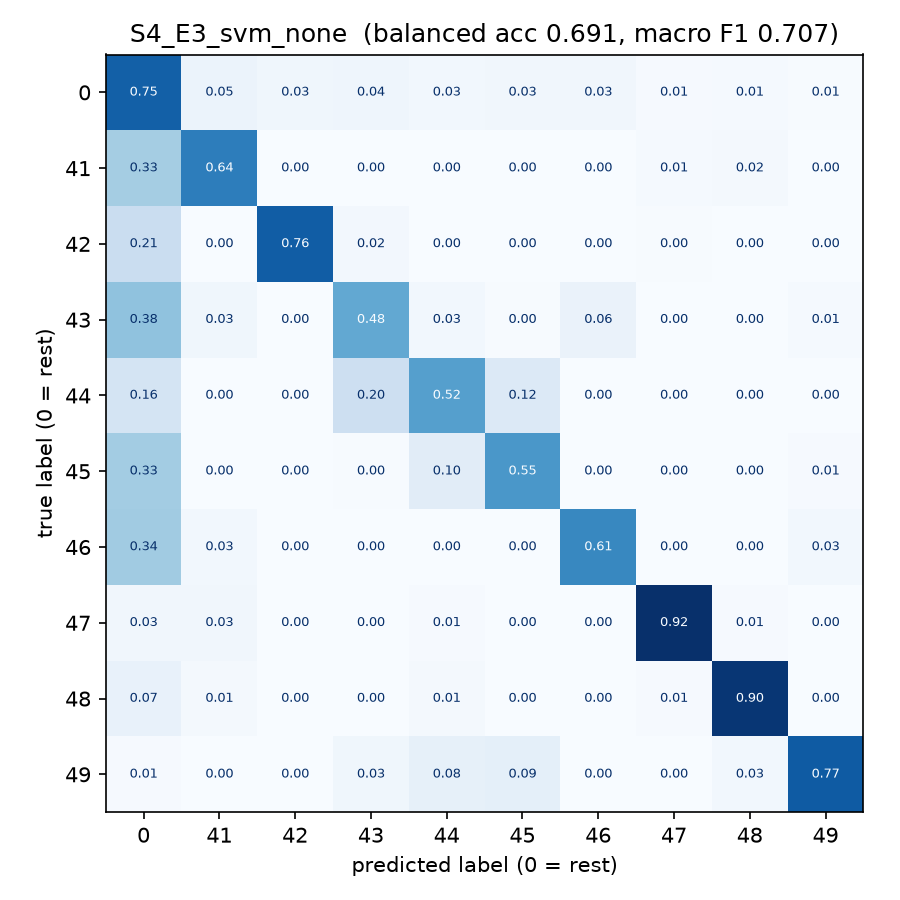 S4_E3_svm_none (balanced acc 0.691, macro F1 0.707)
0 0.75 0.05 0.03 0.04 0.03 0.03 0.03 0.01 0.01 0.01
41 0.33 0.64 0.00 0.00 0.00 0.00 0.00 0.01 0.02 0.00
42 0.21 0.00 0.76 0.02 0.00 0.00 0.00 0.00 0.00 0.00
43 0.38 0.03 0.00 0.48 0.03 0.00 0.06 0.00 0.00 0.01
44 0.16 0.00 0.00 0.20 0.52 0.12 0.00 0.00 0.00 0.00
45 0.33 0.00 0.00 0.00 0.10 0.55 0.00 0.00 0.00 0.01
46 0.34 0.03 0.00 0.00 0.00 0.00 0.61 0.00 0.00 0.03
47 0.03 0.03 0.00 0.00 0.01 0.00 0.00 0.92 0.01 0.00
48 0.07 0.01 0.00 0.00 0.01 0.00 0.00 0.01 0.90 0.00
49 0.01 0.00 0.00 0.03 0.08 0.09 0.00 0.00 0.03 0.77
0 41 42 43 44 45 46 47 48 49
predicted label (0 = rest)
true label (0 = rest)